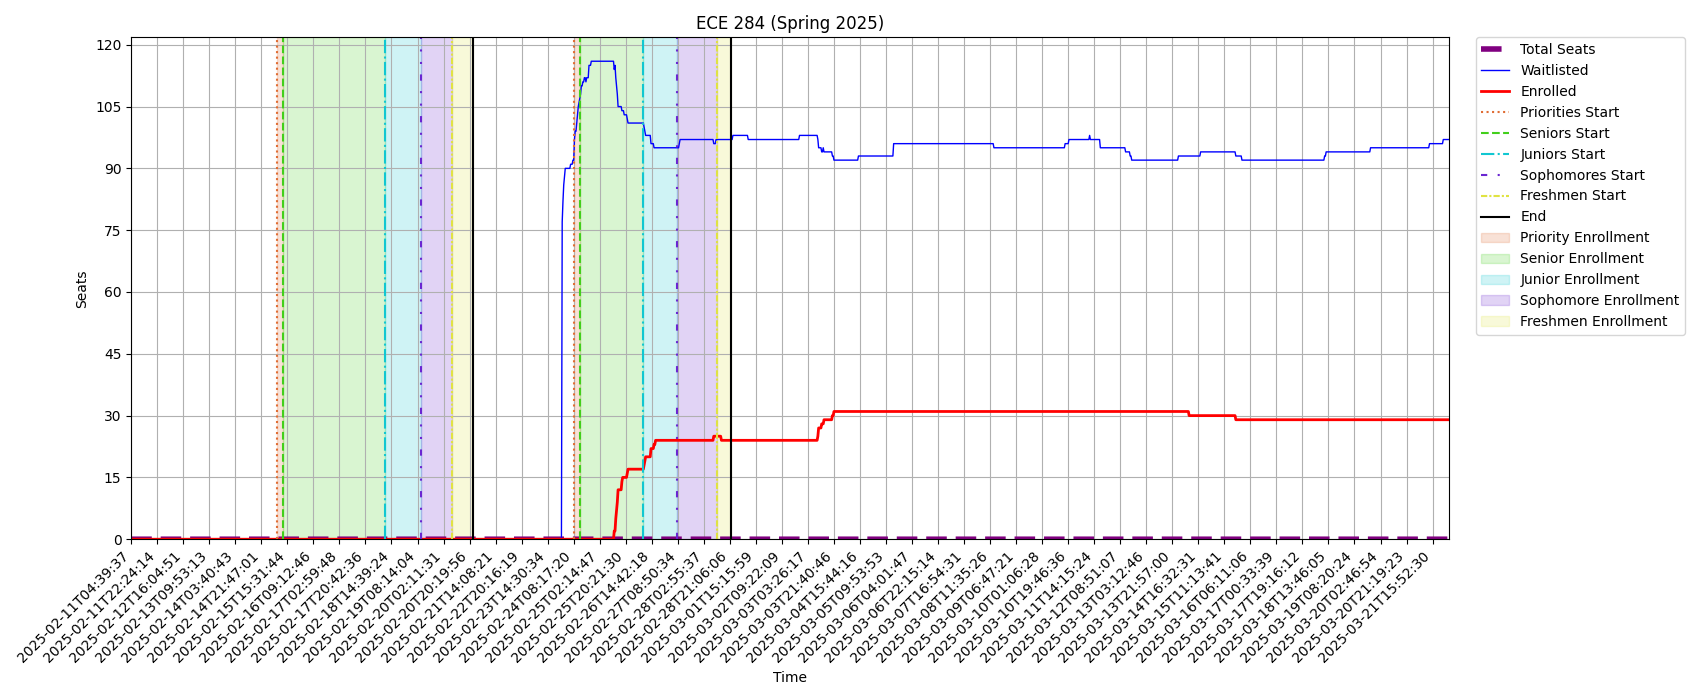 ECE 284 (Spring 2025)
120
105
90
75
60
45
30
15
0
Seats
2025-02-11T04:39:37
2025-02-11T22:24:14
2025-02-12T16:04:51
2025-02-13T09:53:13
2025-02-14T03:40:43
2025-02-14T21:47:01
2025-02-15T15:31:44
2025-02-16T09:12:46
2025-02-17T02:59:48
2025-02-17T20:42:36
2025-02-18T14:39:24
2025-02-19T08:14:04
2025-02-20T02:11:31
2025-02-20T20:19:56
2025-02-21T14:08:21
2025-02-22T20:16:19
2025-02-23T14:30:34
2025-02-24T08:17:20
2025-02-25T02:14:47
2025-02-25T20:21:30
2025-02-26T14:42:18
2025-02-27T08:50:34
2025-02-28T02:55:37
2025-02-28T21:06:06
2025-03-01T15:15:59
2025-03-02T09:22:09
2025-03-03T03:26:17
2025-03-03T21:40:46
2025-03-04T15:44:16
2025-03-05T09:53:53
2025-03-06T04:01:47
2025-03-06T22:15:14
2025-03-07T16:54:31
2025-03-08T11:35:26
2025-03-09T06:47:21
2025-03-10T01:06:28
2025-03-10T19:46:36
2025-03-11T14:15:24
2025-03-12T08:51:07
2025-03-13T03:12:46
2025-03-13T21:57:00
2025-03-14T16:32:31
2025-03-15T11:13:41
2025-03-16T06:11:06
2025-03-17T00:33:39
2025-03-17T19:16:12
2025-03-18T13:46:05
2025-03-19T08:20:24
2025-03-20T02:46:54
2025-03-20T21:19:23
2025-03-21T15:52:30
Time
Total Seats
Waitlisted
Enrolled
Priorities Start
Seniors Start
Juniors Start
Sophomores Start
Freshmen Start
End
Priority Enrollment
Senior Enrollment
Junior Enrollment
Sophomore Enrollment
Freshmen Enrollment